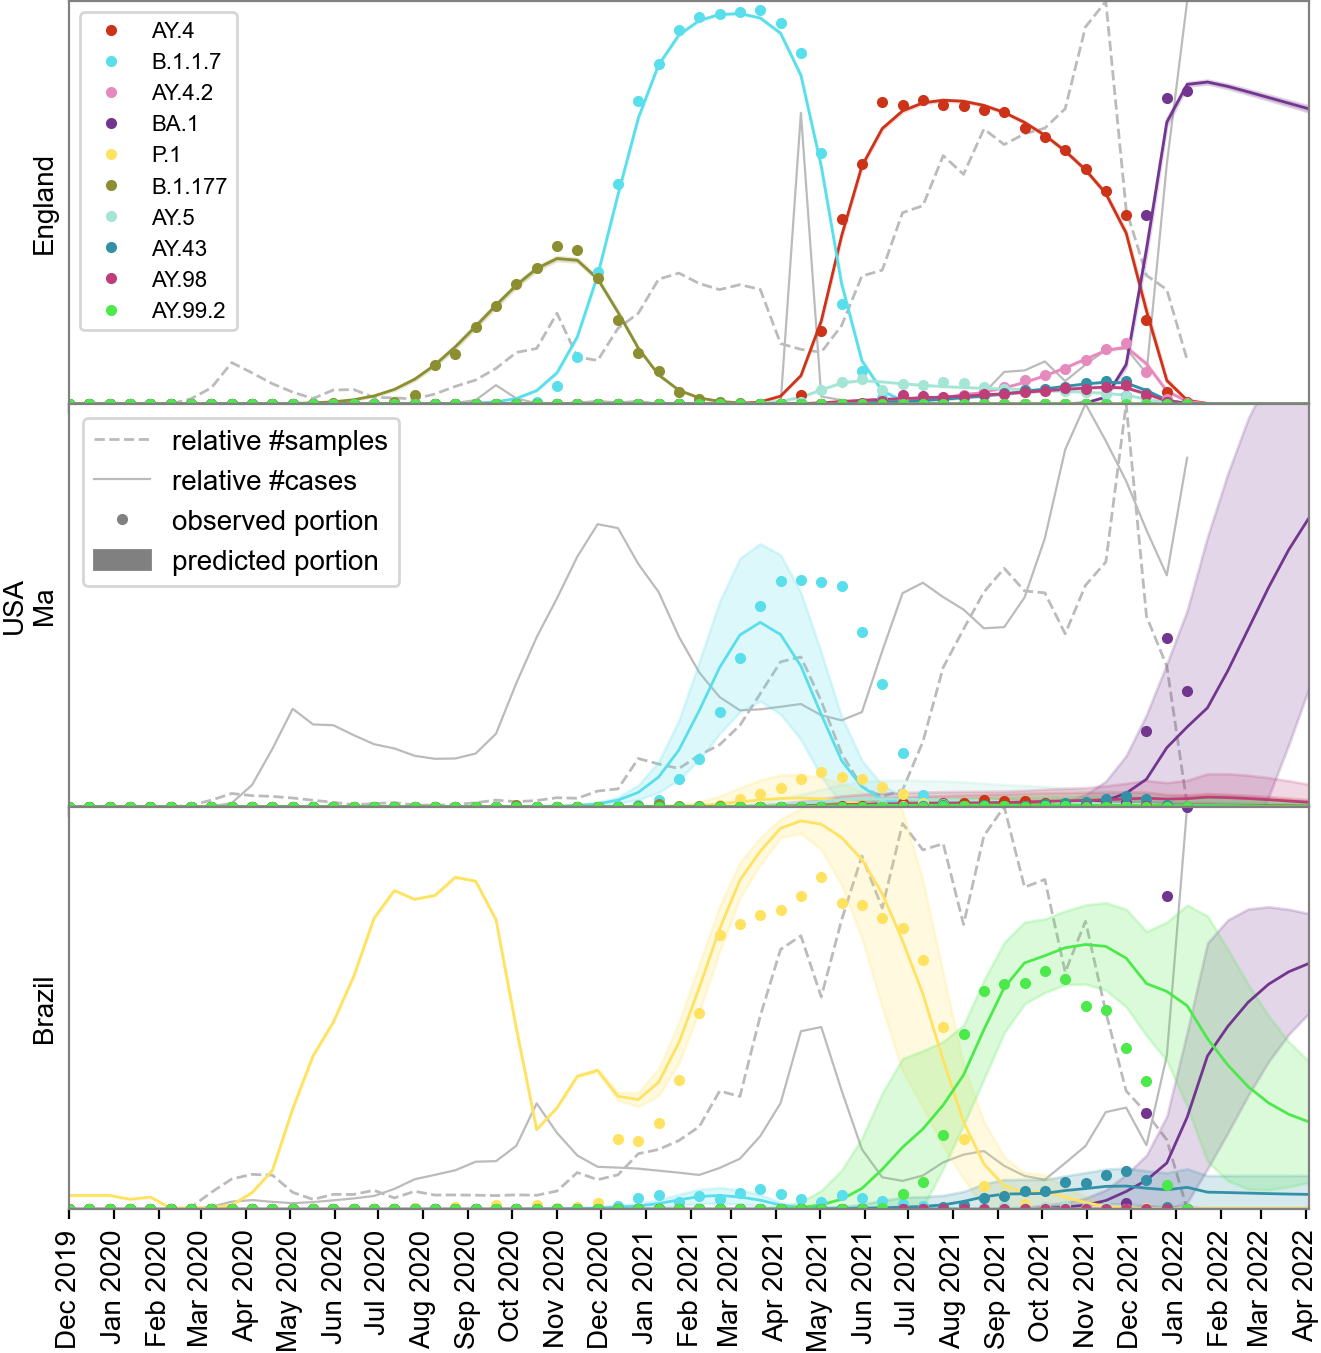 England
AY.4
B.1.1.7
AY.4.2
BA.1
P.1
B.1.177
AY.5
AY.43
AY.98
AY.99.2
USA
Ma
relative #samples
relative #cases
observed portion
predicted portion
Brazil
Dec 2019
Jan 2020
Feb 2020
Mar 2020
Apr 2020
May 2020
Jun 2020
Jul 2020
Aug 2020
Sep 2020
Oct 2020
Nov 2020
Dec 2020
Jan 2021
Feb 2021
Mar 2021
Apr 2021
May 2021
Jun 2021
Jul 2021
Aug 2021
Sep 2021
Oct 2021
Nov 2021
Dec 2021
Jan 2022
Feb 2022
Mar 2022
Apr 2022